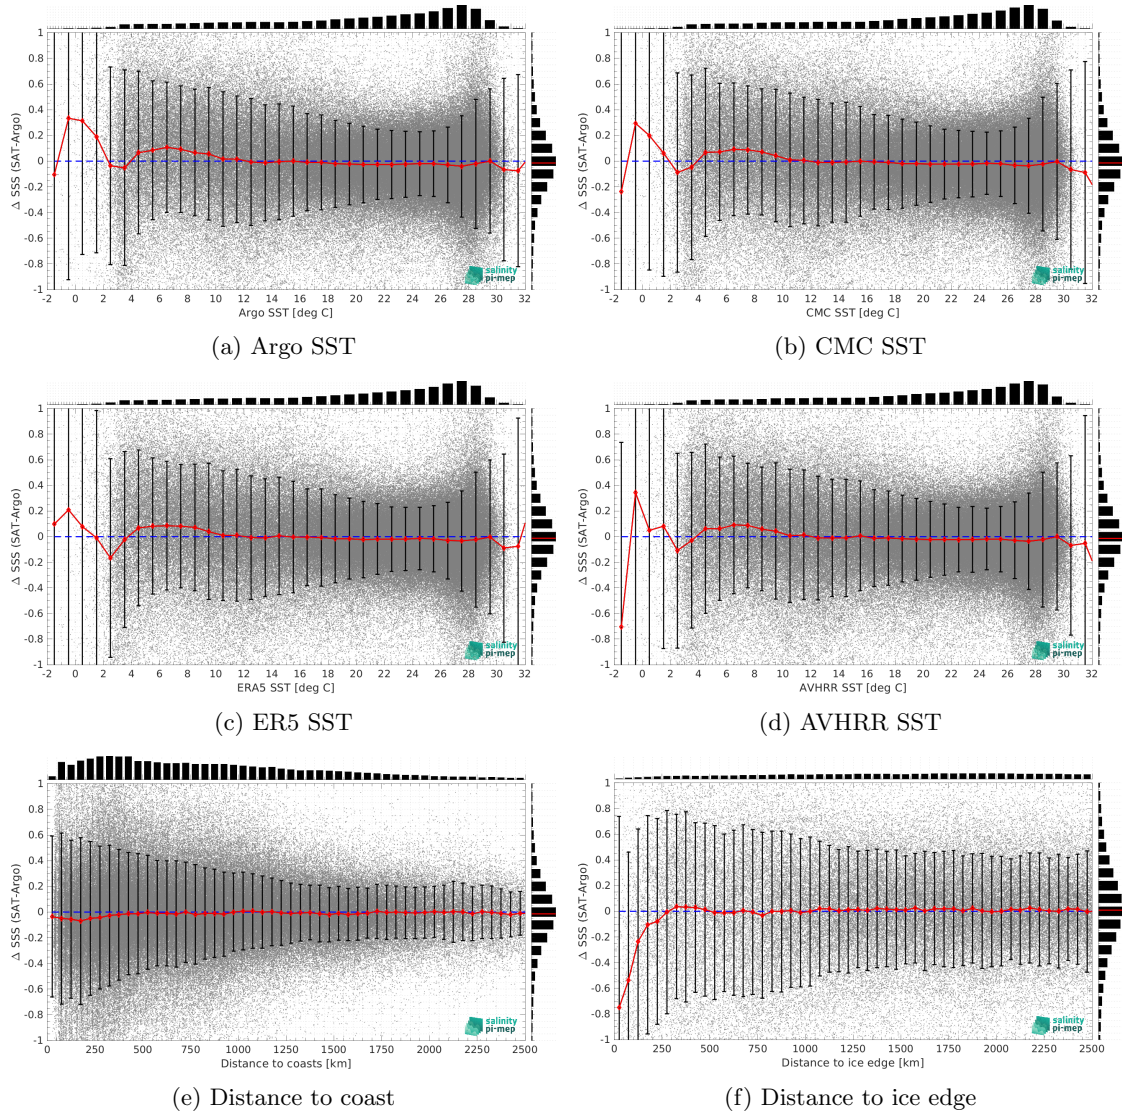 1
0.8
0.6
0.4
0.2
0
-0.2
-0.4
-0.6
-0.8
-1
Δ SSS (SAT-Argo)
-2 0 2 4 6 8 10 12 14 16 18 20 22 24 26 28 30 32
Argo SST [deg C]
salinity
pi-mep
(a) Argo SST
1
0.8
0.6
0.4
0.2
0
-0.2
-0.4
-0.6
-0.8
-1
Δ SSS (SAT-Argo)
-2 0 2 4 6 8 10 12 14 16 18 20 22 24 26 28 30 32
CMC SST [deg C]
salinity
pi-mep
(b) CMC SST
1
0.8
0.6
0.4
0.2
0
-0.2
-0.4
-0.6
-0.8
-1
Δ SSS (SAT-Argo)
-2 0 2 4 6 8 10 12 14 16 18 20 22 24 26 28 30 32
ERA5 SST [deg C]
salinity
pi-mep
(c) ER5 SST
1
0.8
0.6
0.4
0.2
0
-0.2
-0.4
-0.6
-0.8
-1
Δ SSS (SAT-Argo)
-2 0 2 4 6 8 10 12 14 16 18 20 22 24 26 28 30 32
AVHRR SST [deg C]
salinity
pi-mep
(d) AVHRR SST
1
0.8
0.6
0.4
0.2
0
-0.2
-0.4
-0.6
-0.8
-1
Δ SSS (SAT-Argo)
0 250 500 750 1000 1250 1500 1750 2000 2250 2500
Distance to coasts [km]
salinity
pi-mep
(e) Distance to coast
1
0.8
0.6
0.4
0.2
0
-0.2
-0.4
-0.6
-0.8
-1
Δ SSS (SAT-Argo)
0 250 500 750 1000 1250 1500 1750 2000 2250 2500
Distance to ice edge [km]
salinity
pi-mep
(f) Distance to ice edge